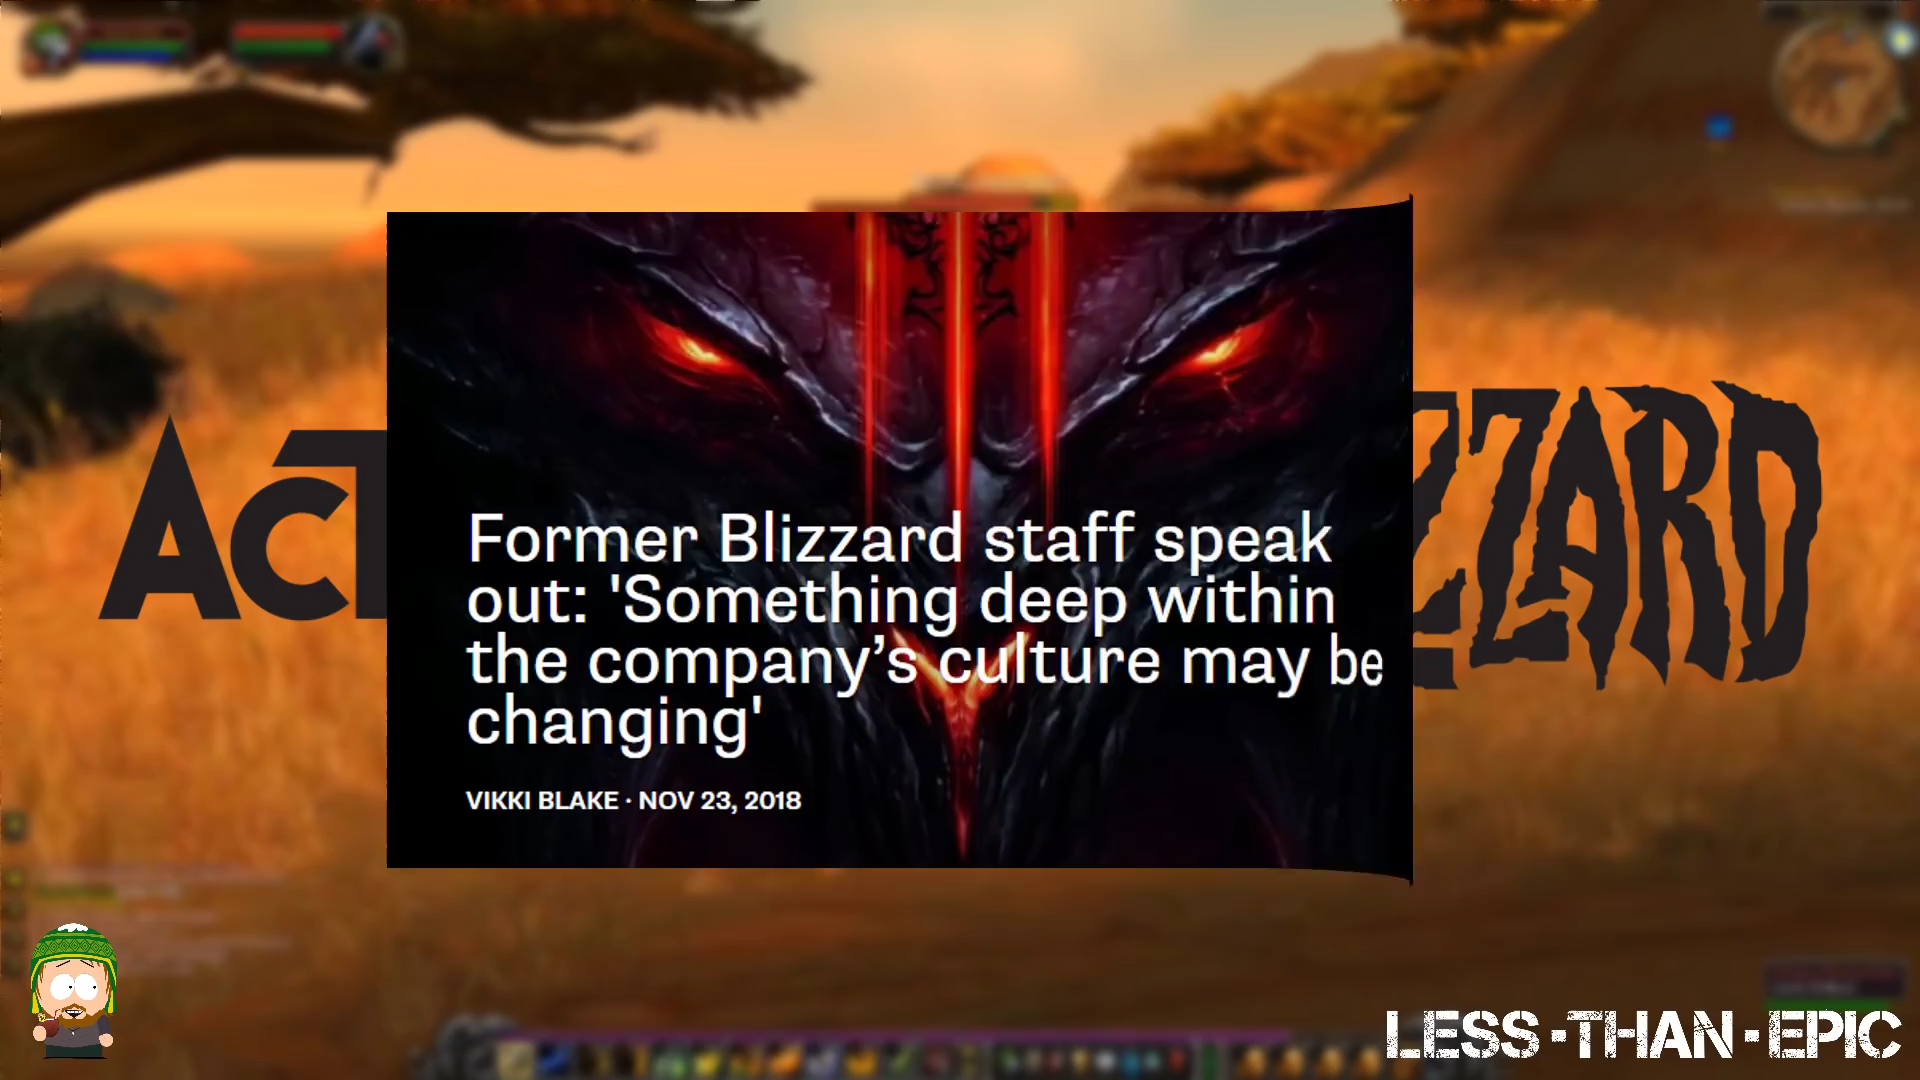 Former Blizzard staff speak
out: 'Something deep within
the company’s culture may be
changing'
VIKKI BLAKE · NOV 23, 2018
ACT
ZZARD
LESS·THAN·EPIC